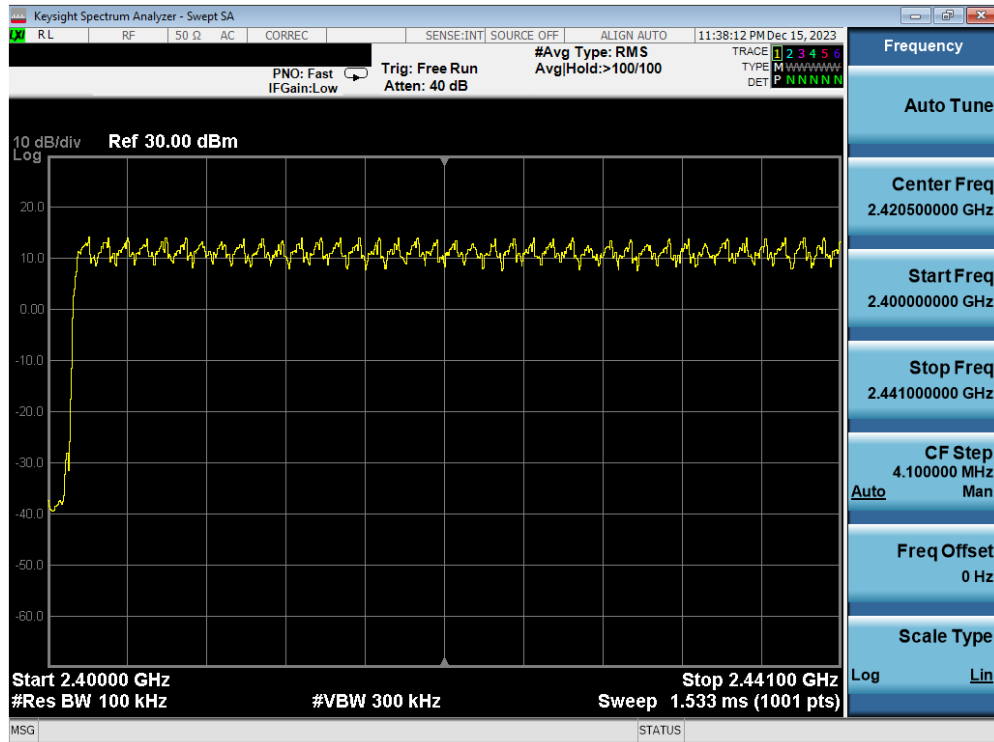 Keysight Spectrum Analyzer - Swept SA
LXI RL RF 50 Ω AC CORREC SENSE:INT SOURCE OFF ALIGN AUTO 11:38:12 PM Dec 15, 2023
#Avg Type: RMS TRACE 1 2 3 4 5 6
PNO: Fast Trig: Free Run Avg|Hold:>100/100 TYPE M W W W W W
IFGain:Low Atten: 40 dB DET P N N N N N
10 dB/div Ref 30.00 dBm
Log
20.0
10.0
0.00
-10.0
-20.0
-30.0
-40.0
-50.0
-60.0
Start 2.40000 GHz Stop 2.44100 GHz
#Res BW 100 kHz #VBW 300 kHz Sweep 1.533 ms (1001 pts)
MSG STATUS
Frequency
Auto Tune
Center Freq
2.420500000 GHz
Start Freq
2.400000000 GHz
Stop Freq
2.441000000 GHz
CF Step
4.100000 MHz
Auto Man
Freq Offset
0 Hz
Scale Type
Log Lin